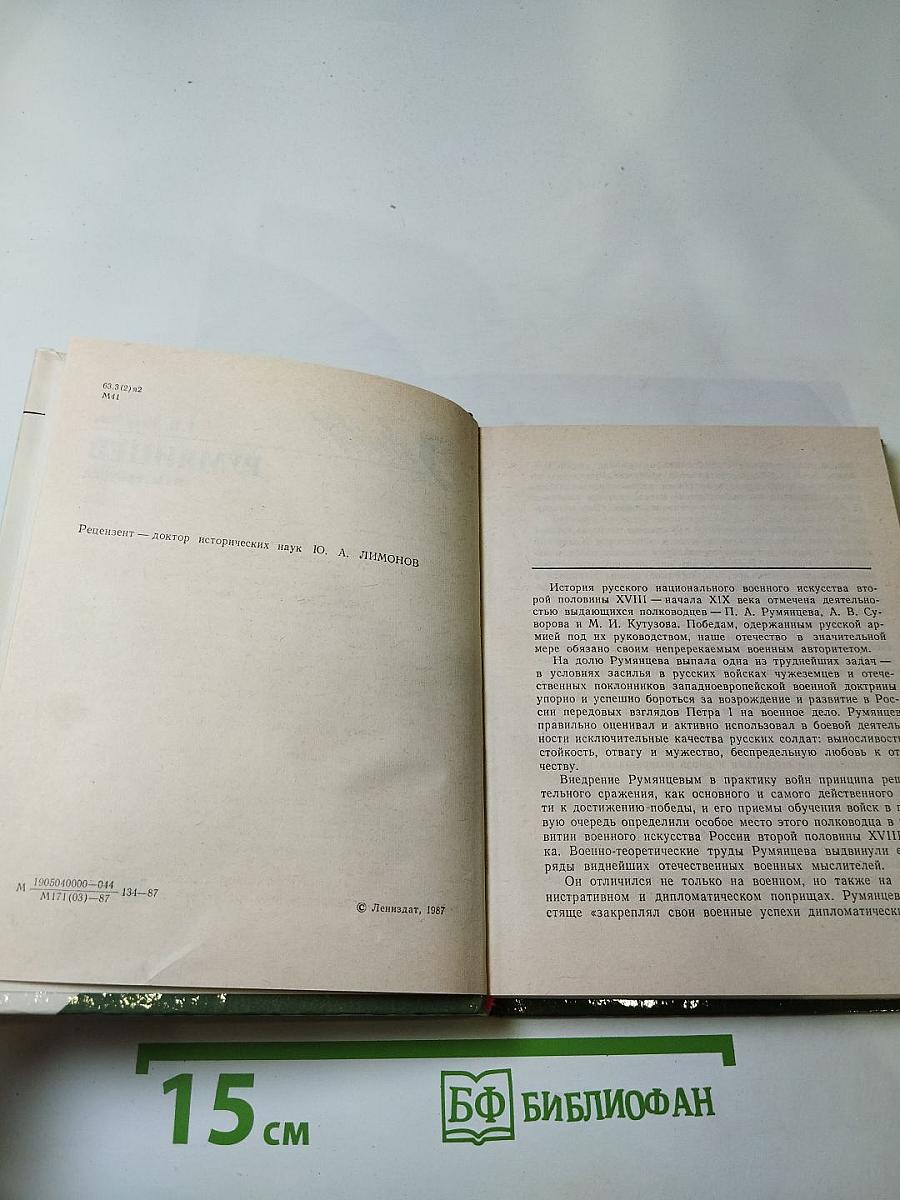 63.3(2)я2
М41
Рецензент — доктор исторических наук Ю. А. ЛИМОНОВ
М 1905040000—044 134—87
М171(03)—87
© Лениздат, 1987
История русского национального военного искусства вто-
рой половины XVIII — начала XIX века отмечена деятельно-
стью выдающихся полководцев — П. А. Румянцева, А. В. Су-
ворова и М. И. Кутузова. Победам, одержанным русской ар-
мией под их руководством, наше отечество в значительной
мере обязано своим непререкаемым военным авторитетом.
На долю Румянцева выпала одна из труднейших задач —
в условиях засилья в русских войсках чужеземцев и отече-
ственных поклонников западноевропейской военной доктрины
упорно и успешно бороться за возрождение и развитие в Рос-
сии передовых взглядов Петра I на военное дело. Румянцев
правильно оценивал и активно использовал в боевой деятель-
ности исключительные качества русских солдат: выносливость
стойкость, отвагу и мужество, беспредельную любовь к от
честву.
Внедрение Румянцевым в практику войн принципа реш
тельного сражения, как основного и самого действенного
ти к достижению победы, и его приемы обучения войск в п
вую очередь определили особое место этого полководца в
витии военного искусства России второй половины XVIII
ка. Военно-теоретические труды Румянцева выдвинули е
ряды виднейших отечественных военных мыслителей.
Он отличился не только на военном, но также на
нистративном и дипломатическом поприщах. Румянцев
стяще «закреплял свои военные успехи дипломатически
15 см
БФ БИБЛИОФАН